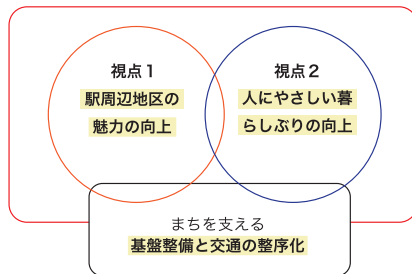 視点1
駅周辺地区の
魅力の向上
視点2
人にやさしい暮
らしぶりの向上
まちを支える
基盤整備と交通の整序化